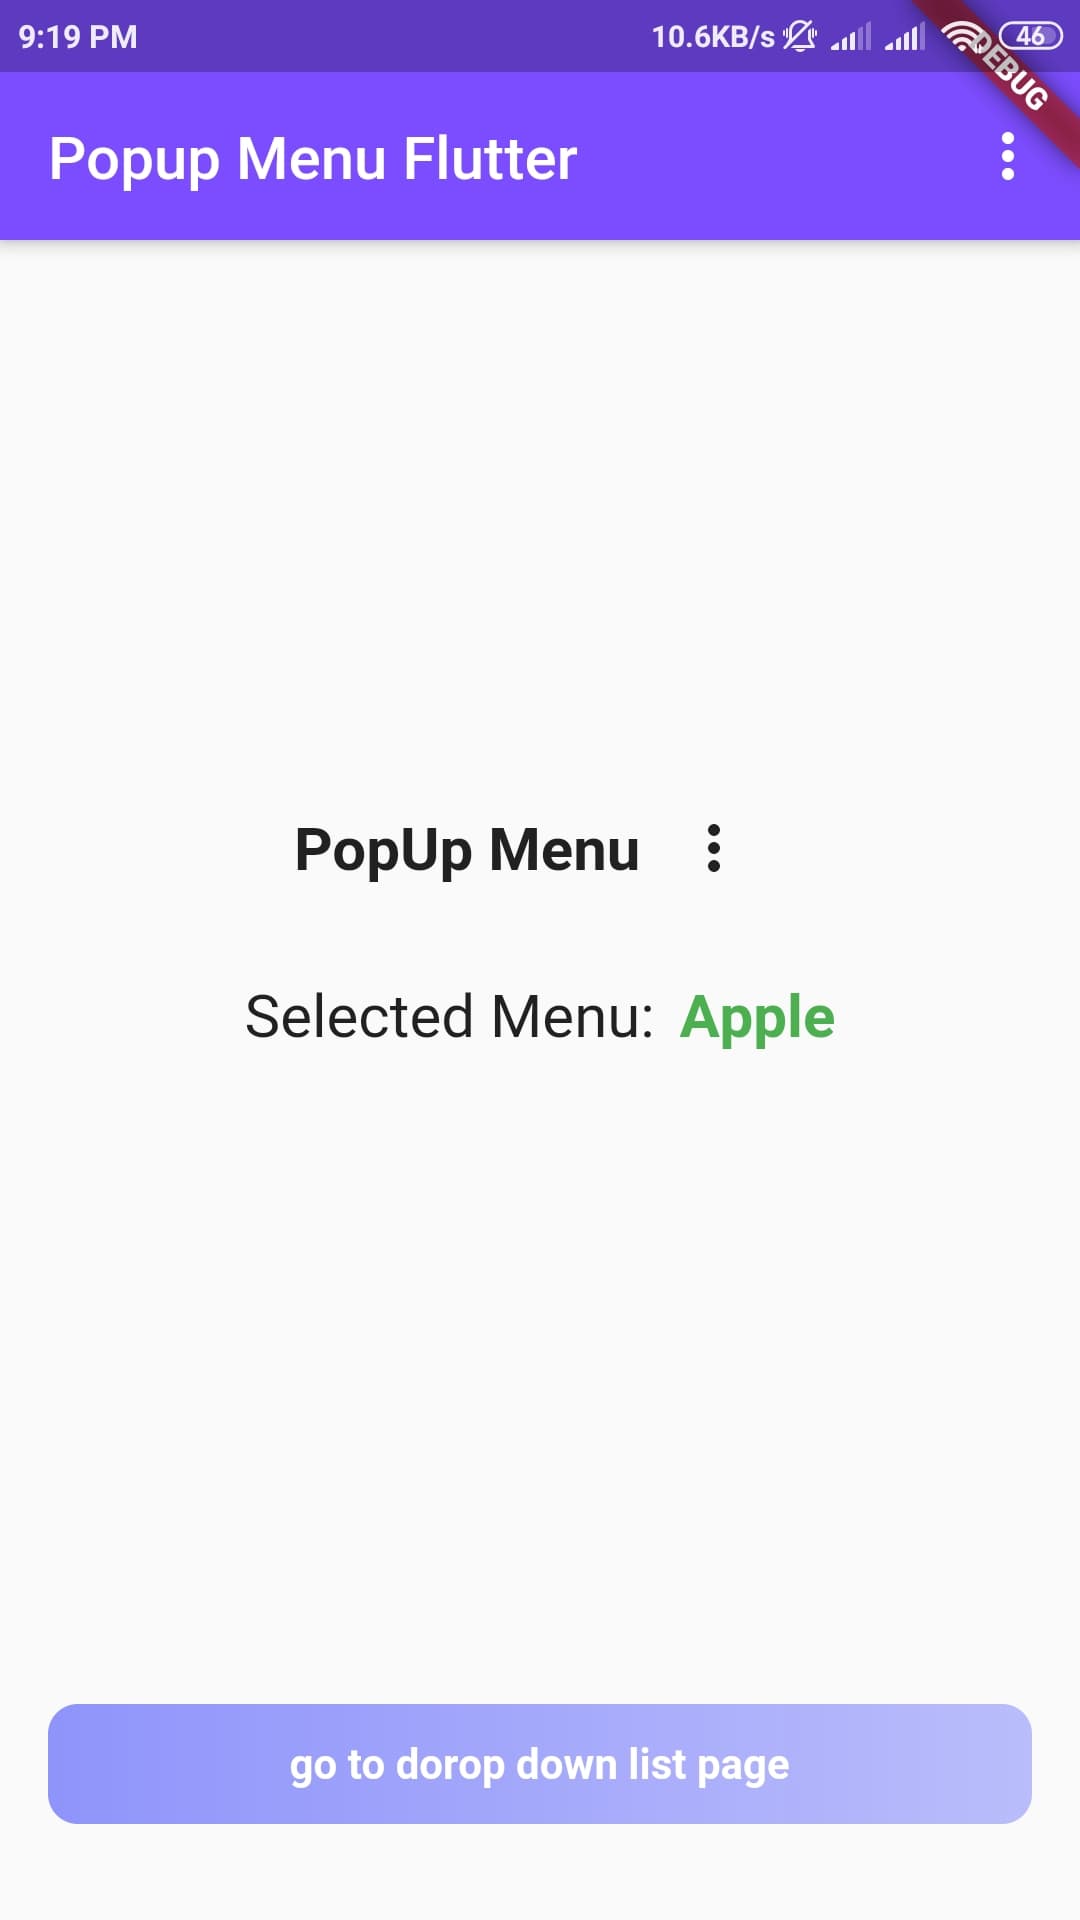 9:19 PM 10.6KB/s 46
DEBUG
Popup Menu Flutter
PopUp Menu
Selected Menu: Apple
go to dorop down list page